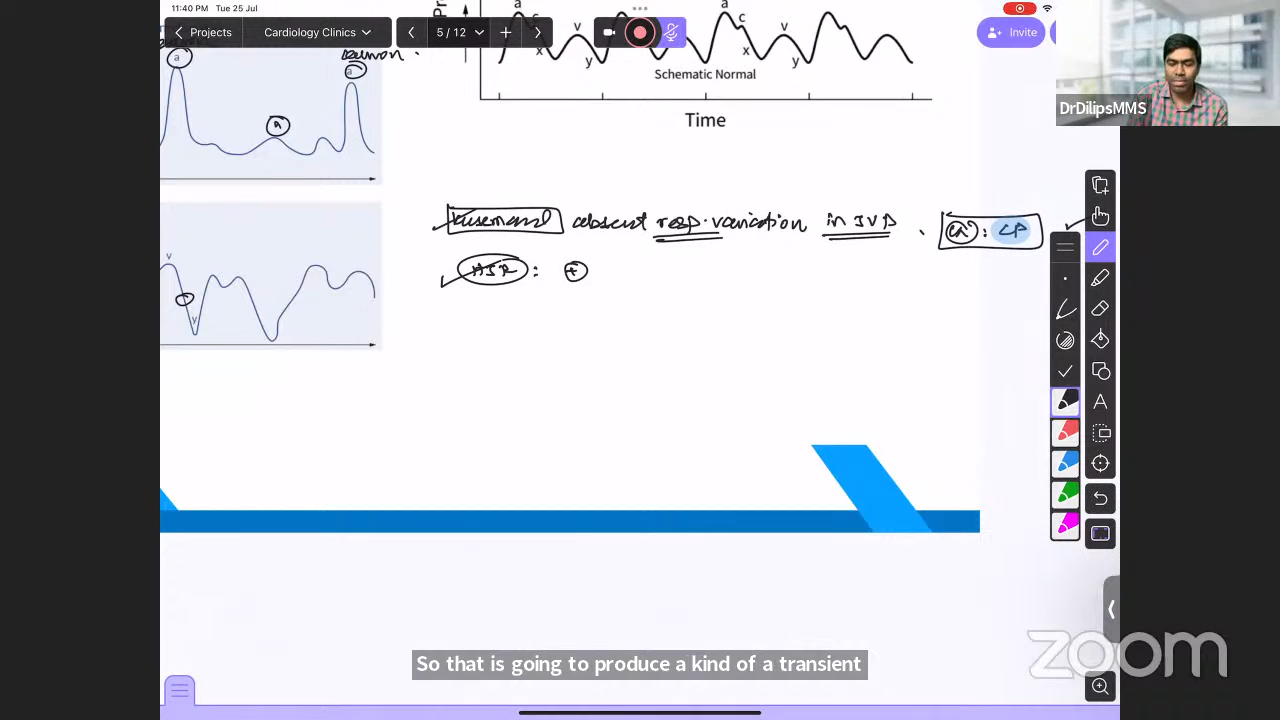 11:40 PM Tue 25 Jul
Projects
Cardiology Clinics
5 / 12
Invite
DrDilipsMMS
a
a
a
a
c
x
v
y
a
c
x
v
y
Schematic Normal
Time
absent resp. variation in JVP
CP
HJR : +
v
y
So that is going to produce a kind of a transient
zoom